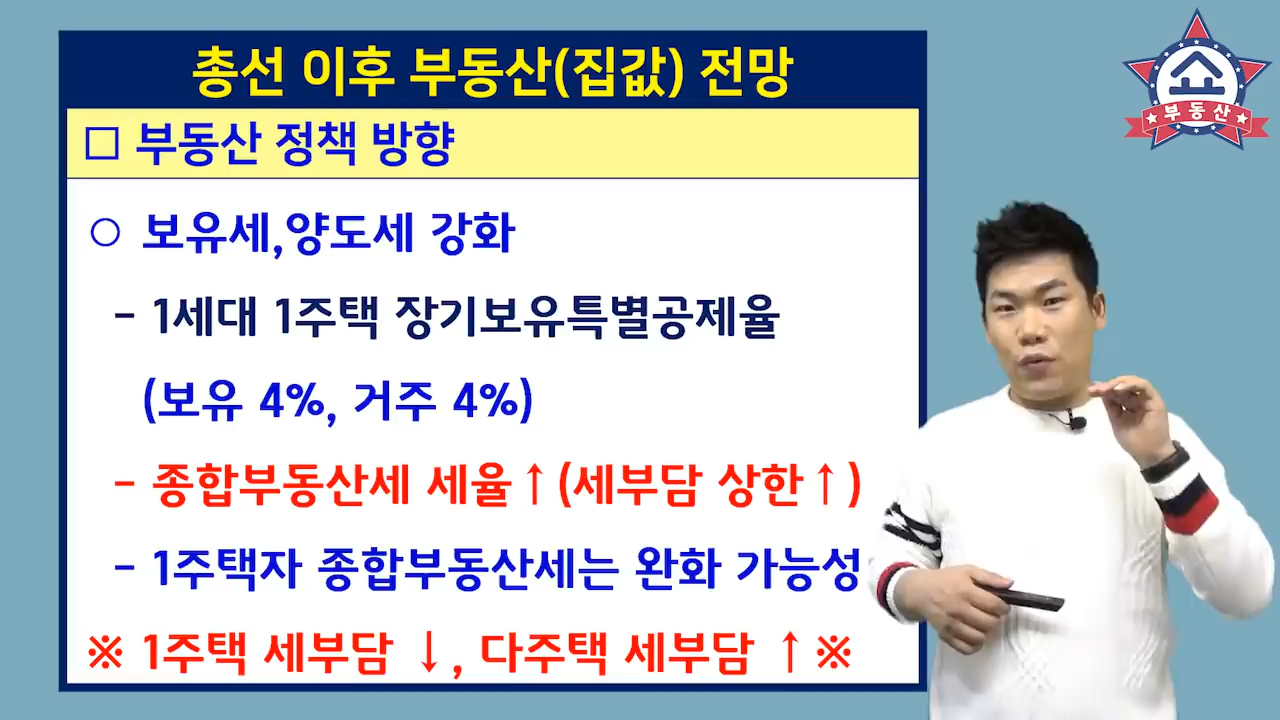 총선 이후 부동산(집값) 전망
부동산
□ 부동산 정책 방향
○ 보유세,양도세 강화
- 1세대 1주택 장기보유특별공제율
(보유 4%, 거주 4%)
- 종합부동산세 세율↑(세부담 상한↑)
- 1주택자 종합부동산세는 완화 가능성
※ 1주택 세부담 ↓, 다주택 세부담 ↑※